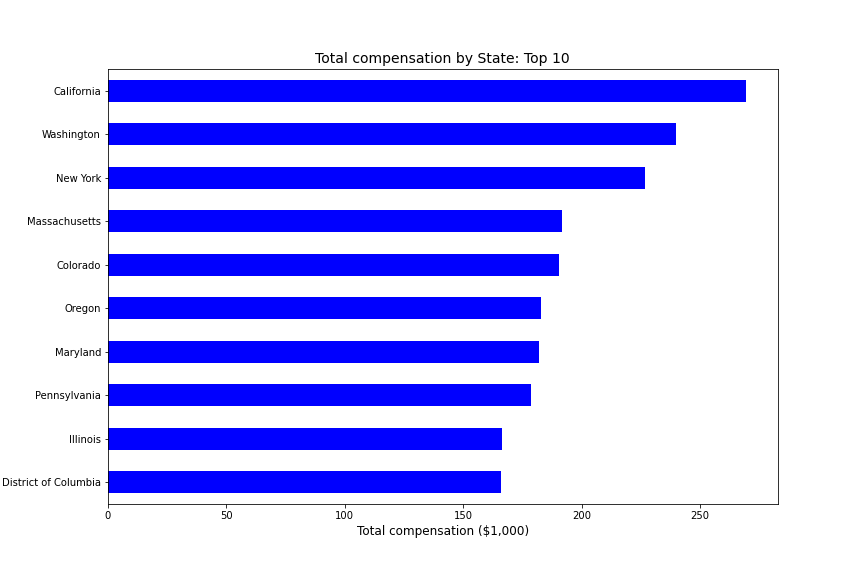 Total compensation by State: Top 10
California
Washington
New York
Massachusetts
Colorado
Oregon
Maryland
Pennsylvania
Illinois
District of Columbia
0 50 100 150 200 250
Total compensation ($1,000)